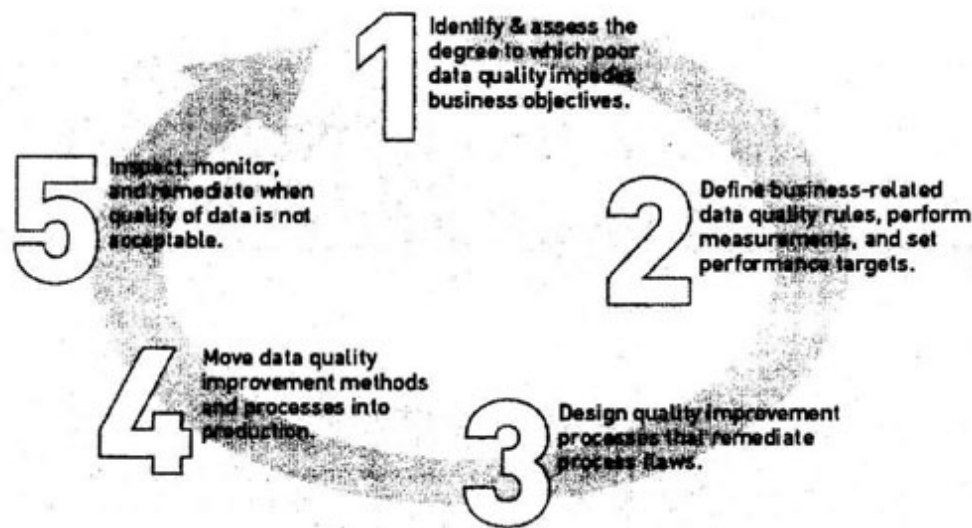 1
Identify & assess the
degree to which poor
data quality impedes
business objectives.
2
Define business-related
data quality rules, perform
measurements, and set
performance targets.
3
Design quality improvement
processes that remediate
process flaws.
4
Move data quality
improvement methods
and processes into
production.
5
Inspect, monitor,
and remediate when
quality of data is not
acceptable.